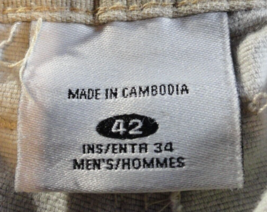 MADE IN CAMBODIA
42
INS/ENTR 34
MEN'S/HOMMES